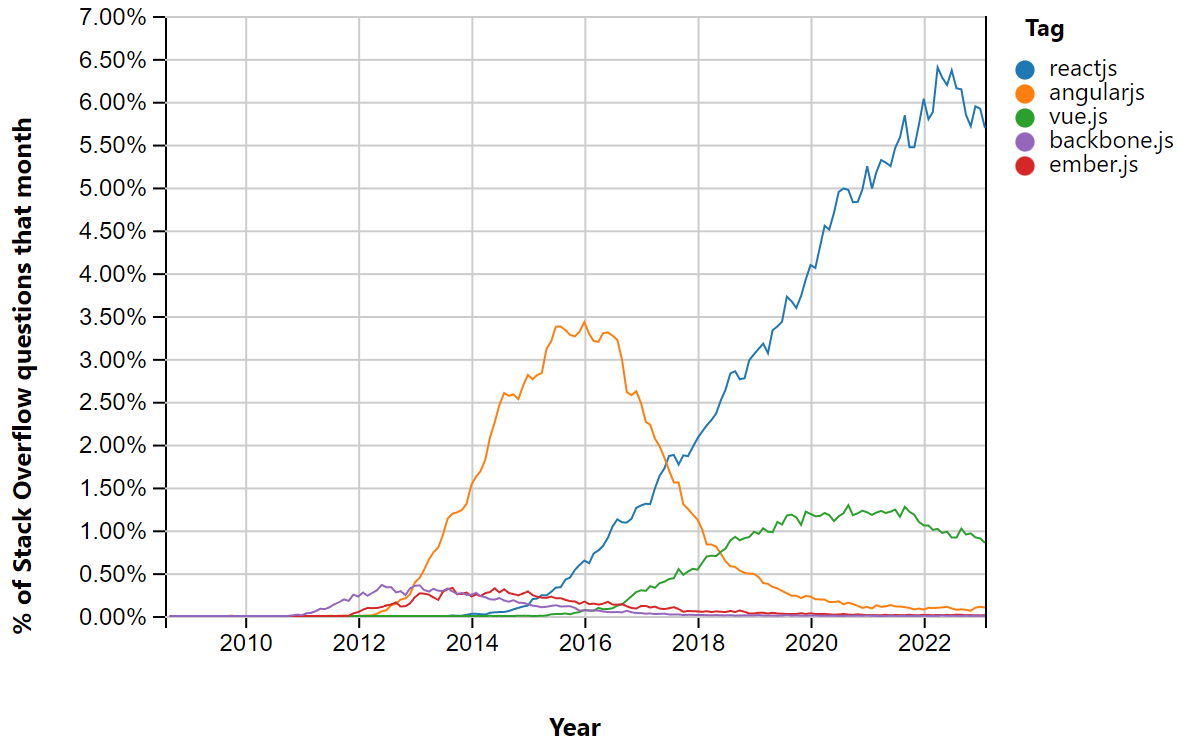 7.00%
6.50%
6.00%
5.50%
5.00%
4.50%
4.00%
3.50%
3.00%
2.50%
2.00%
1.50%
1.00%
0.50%
0.00%
% of Stack Overflow questions that month
2010 2012 2014 2016 2018 2020 2022
Year
Tag
reactjs
angularjs
vue.js
backbone.js
ember.js